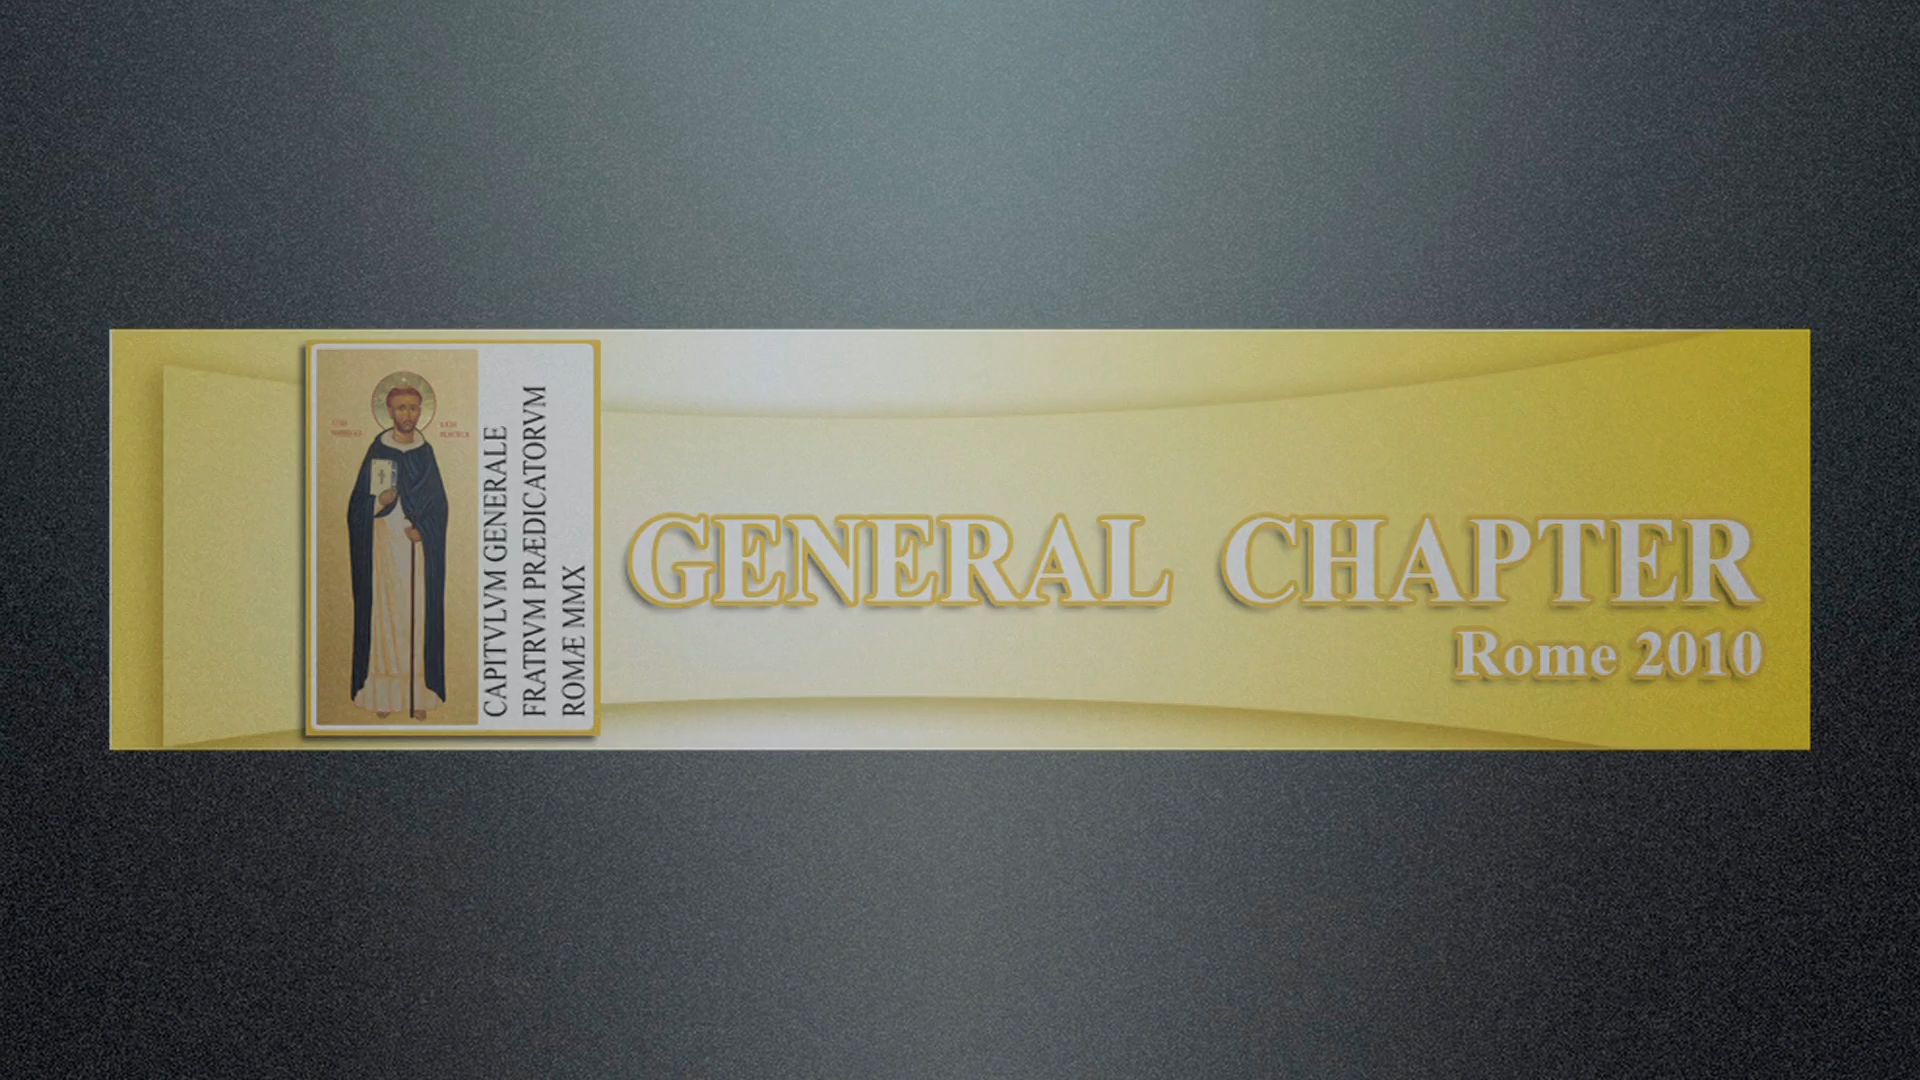 CAPITVLVM GENERALE
FRATRVM PRÆDICATORVM
ROMÆ MMX
GENERAL CHAPTER
Rome 2010